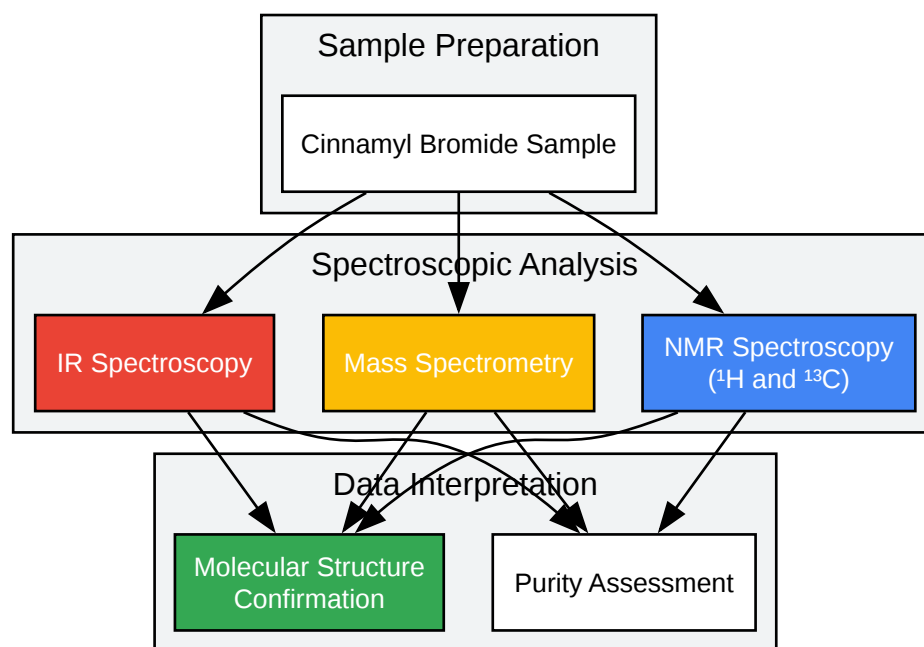 Sample Preparation
Cinnamyl Bromide Sample
Spectroscopic Analysis
IR Spectroscopy
Mass Spectrometry
NMR Spectroscopy
(¹H and ¹³C)
Data Interpretation
Molecular Structure
Confirmation
Purity Assessment